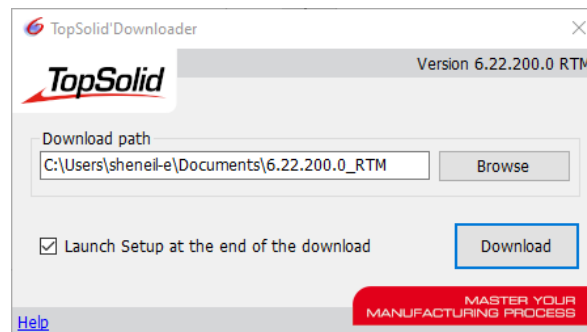 TopSolid'Downloader
TopSolid
Version 6.22.200.0 RTM
Download path
C:\Users\sheneil-e\Documents\6.22.200.0_RTM
Browse
Launch Setup at the end of the download
Download
MASTER YOUR
MANUFACTURING PROCESS
Help